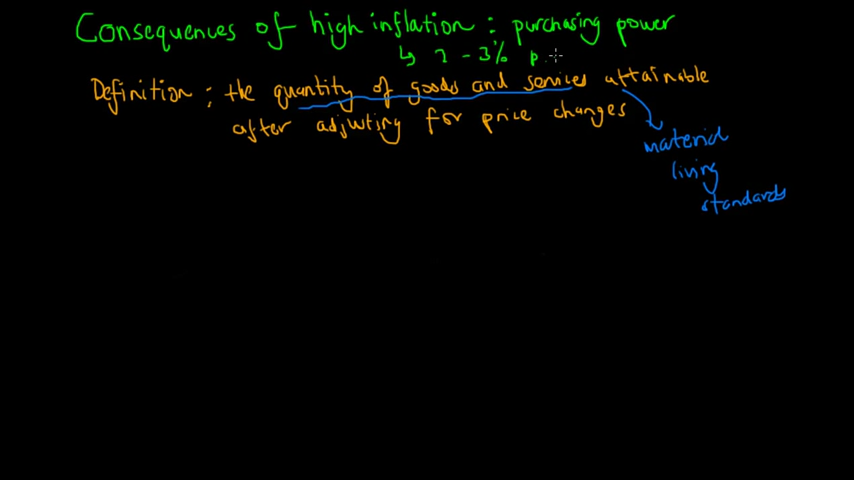 Consequences of high inflation : purchasing power
↳ 2 - 3% p.
Definition : the quantity of goods and services attainable
after adjusting for price changes
material
living
standards